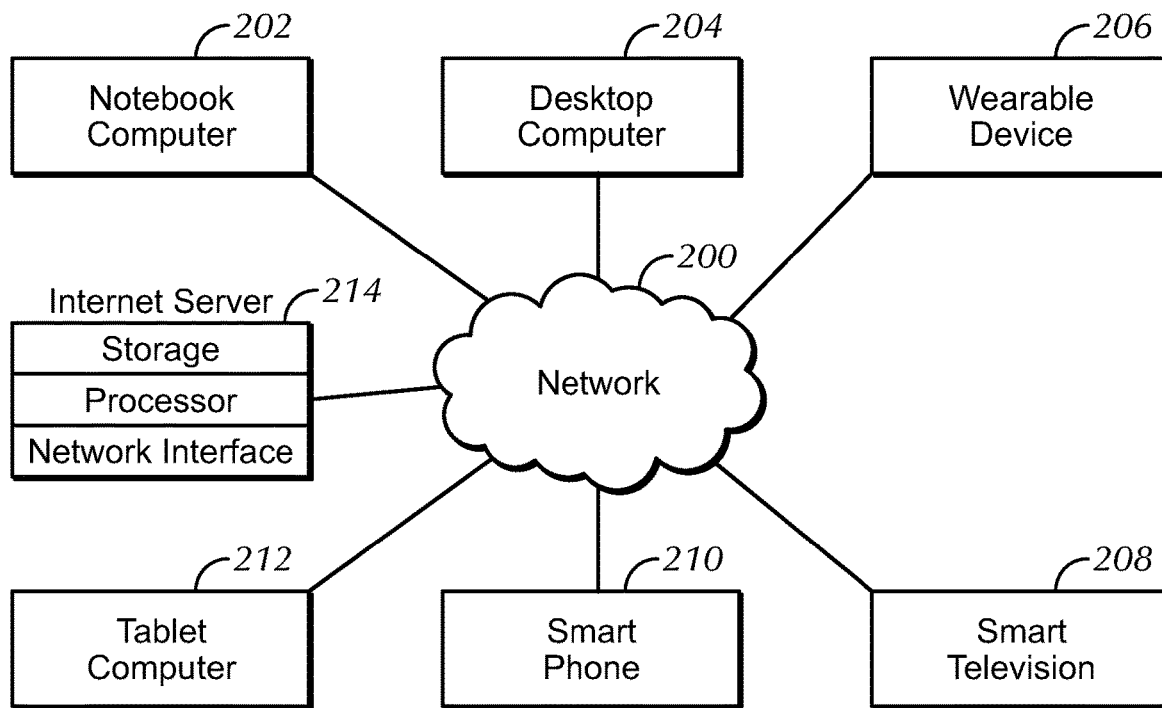 202
204
206
Notebook
Computer
Desktop
Computer
Wearable
Device
200
Internet Server
214
Storage
Processor
Network Interface
Network
212
210
208
Tablet
Computer
Smart
Phone
Smart
Television